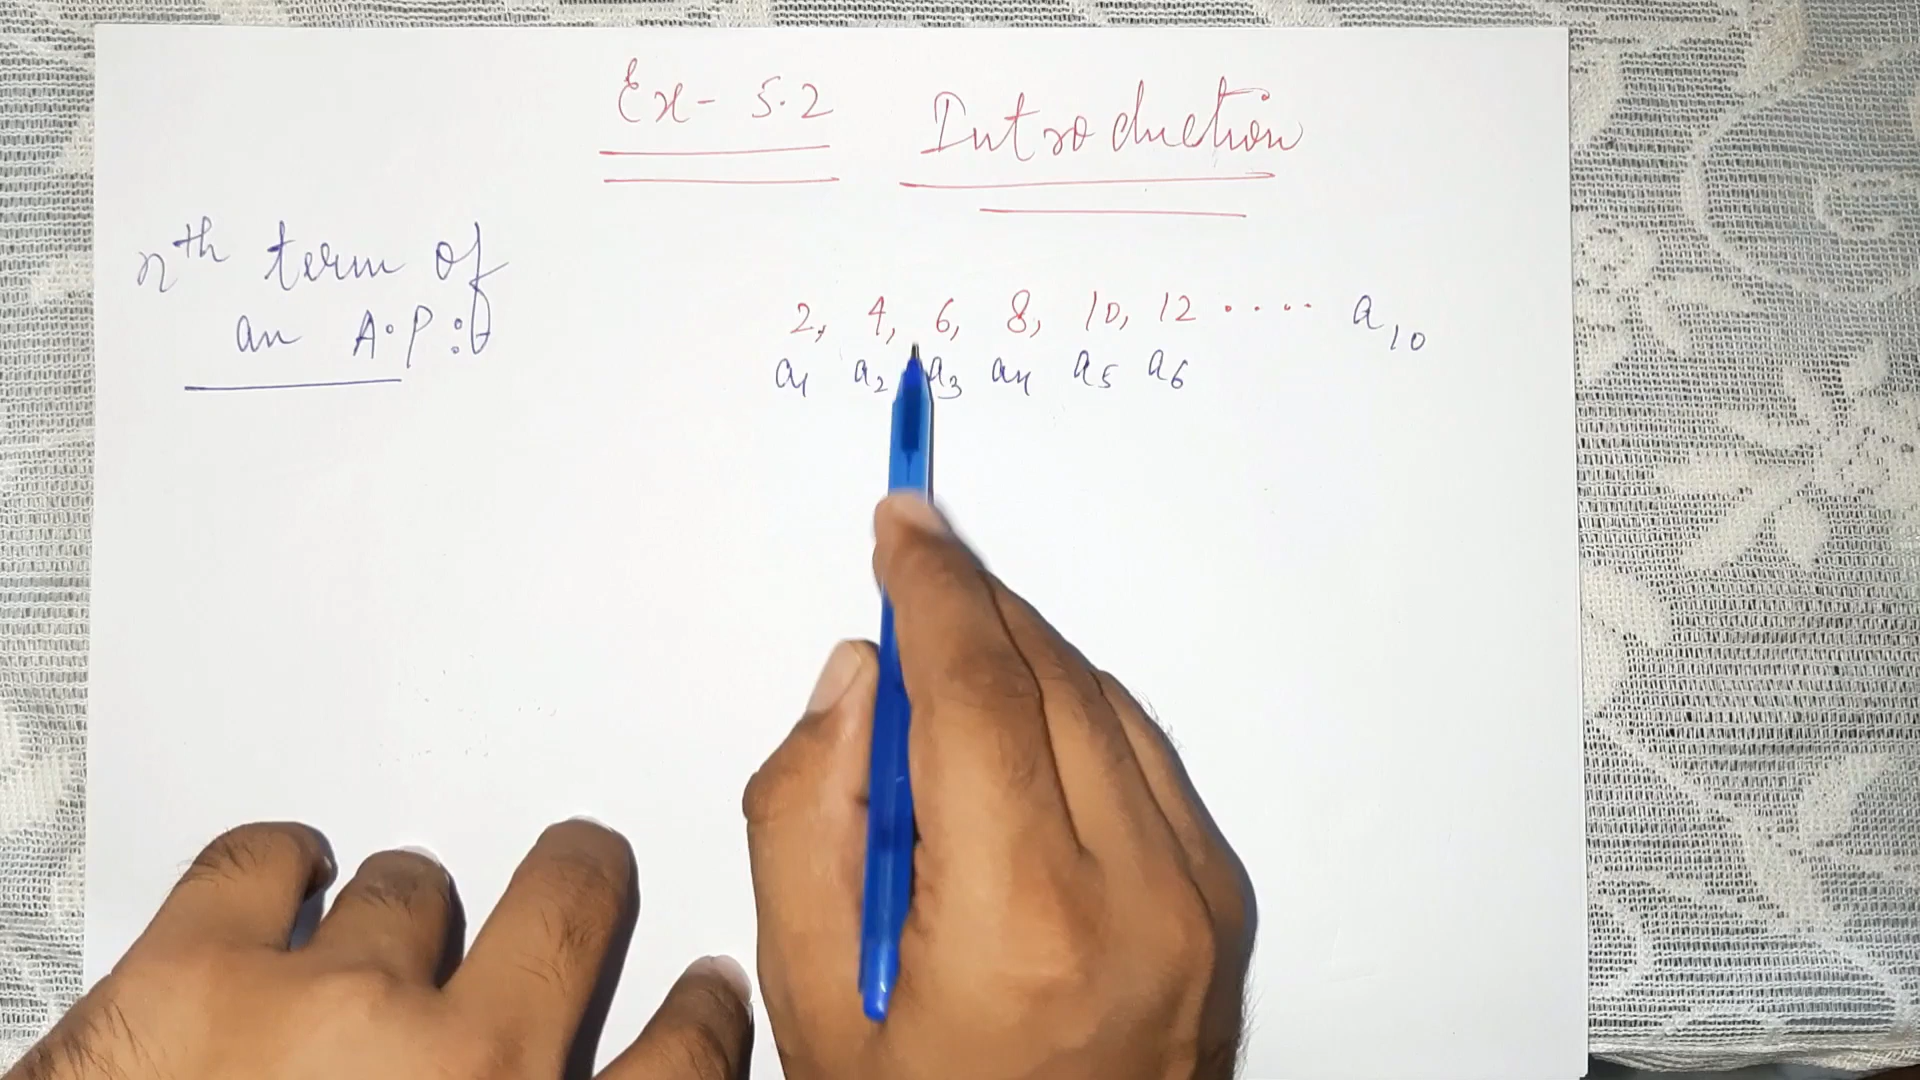 Ex- 5.2 Introduction
nth term of
an A.P :-
2, 4, 6, 8, 10, 12 ..... a10
a1 a2 a3 a4 a5 a6